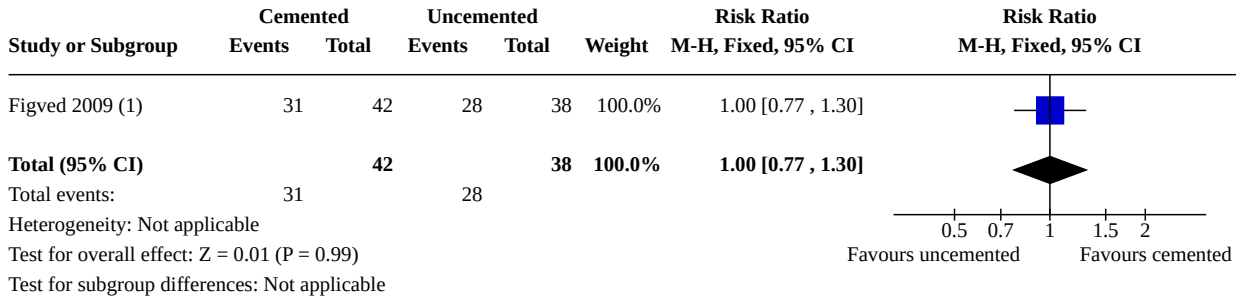 Cemented Uncemented Risk Ratio Risk Ratio
Study or Subgroup Events Total Events Total Weight M-H, Fixed, 95% CI M-H, Fixed, 95% CI
Figved 2009 (1) 31 42 28 38 100.0% 1.00 [0.77 , 1.30]
Total (95% CI) 42 38 100.0% 1.00 [0.77 , 1.30]
Total events: 31 28
Heterogeneity: Not applicable
0.5 0.7 1 1.5 2
Test for overall effect: Z = 0.01 (P = 0.99) Favours uncemented Favours cemented
Test for subgroup differences: Not applicable